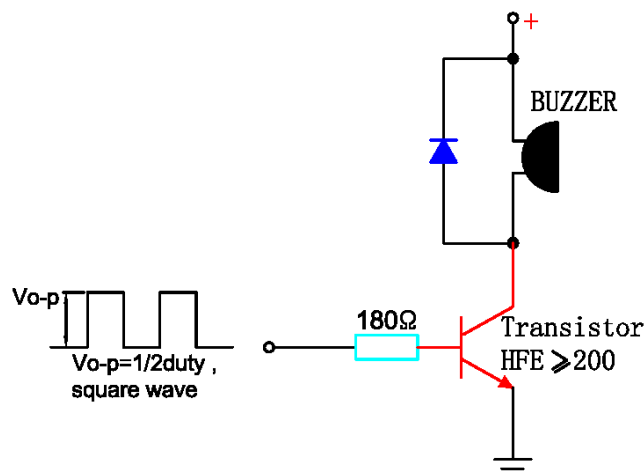 +
BUZZER
Vo-p
Vo-p=1/2duty ,
square wave
180Ω
Transistor
HFE ≥200